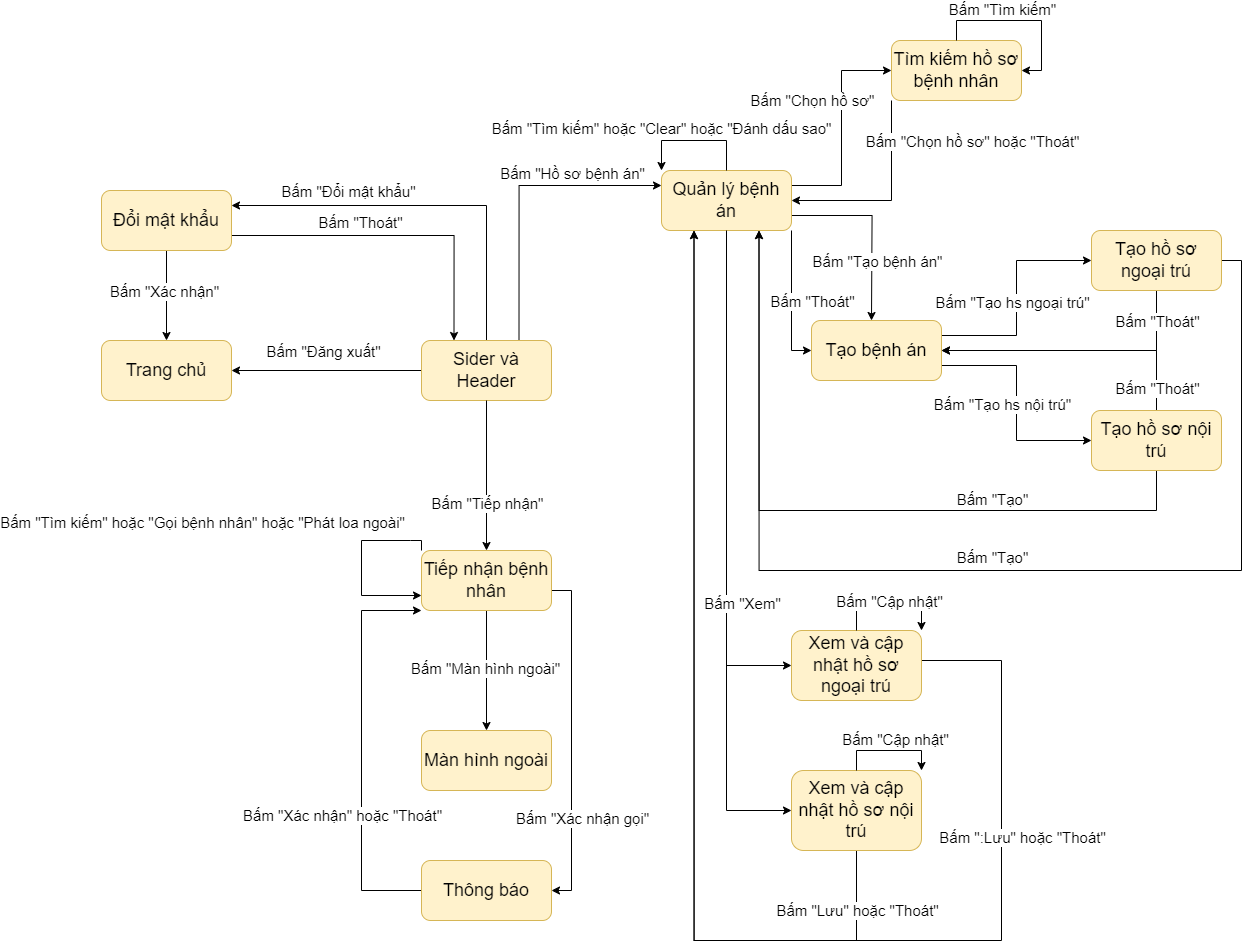 Bấm "Tìm kiếm"
Tìm kiếm hồ sơ
bệnh nhân
Bấm "Chọn hồ sơ"
Bấm "Tìm kiếm" hoặc "Clear" hoặc "Đánh dấu sao"
Bấm "Chọn hồ sơ" hoặc "Thoát"
Bấm "Hồ sơ bệnh án"
Quản lý bệnh
án
Bấm "Đổi mật khẩu"
Đổi mật khẩu
Bấm "Thoát"
Bấm "Tạo bệnh án"
Tạo hồ sơ
ngoại trú
Bấm "Xác nhận"
Bấm "Thoát"
Bấm "Tạo hs ngoại trú"
Bấm "Thoát"
Bấm "Đăng xuất"
Trang chủ
Sider và
Header
Tạo bệnh án
Bấm "Thoát"
Bấm "Tạo hs nội trú"
Tạo hồ sơ nội
trú
Bấm "Tiếp nhận"
Bấm "Tạo"
Bấm "Tìm kiếm" hoặc "Gọi bệnh nhân" hoặc "Phát loa ngoài"
Bấm "Tạo"
Tiếp nhận bệnh
nhân
Bấm "Xem"
Bấm "Cập nhật"
Xem và cập
nhật hồ sơ
ngoại trú
Bấm "Màn hình ngoài"
Bấm "Cập nhật"
Màn hình ngoài
Xem và cập
nhật hồ sơ nội
trú
Bấm "Xác nhận" hoặc "Thoát"
Bấm "Xác nhận gọi"
Bấm ":Lưu" hoặc "Thoát"
Thông báo
Bấm "Lưu" hoặc "Thoát"